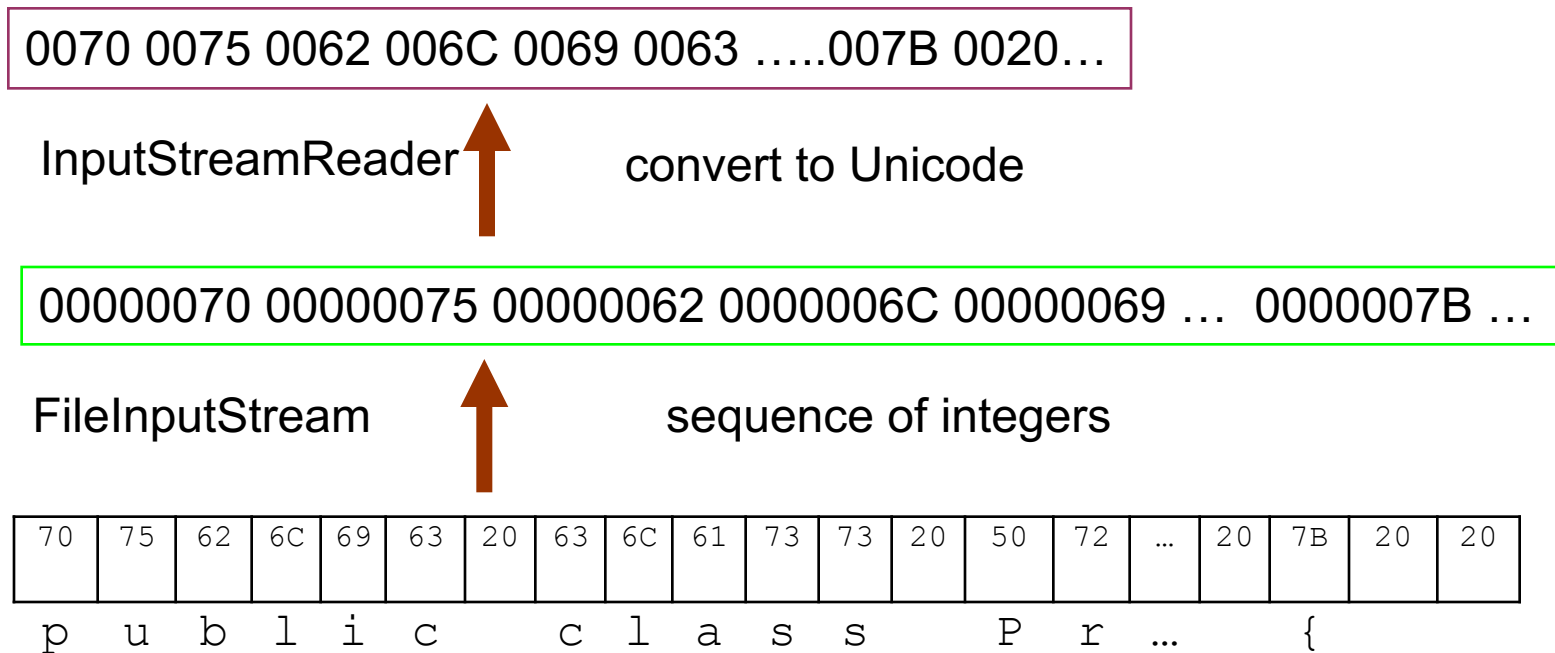 0070 0075 0062 006C 0069 0063 …..007B 0020…
InputStreamReader convert to Unicode
00000070 00000075 00000062 0000006C 00000069 … 0000007B …
FileInputStream sequence of integers
70 75 62 6C 69 63 20 63 6C 61 73 73 20 50 72 … 20 7B 20 20
p u b l i c c l a s s P r … {